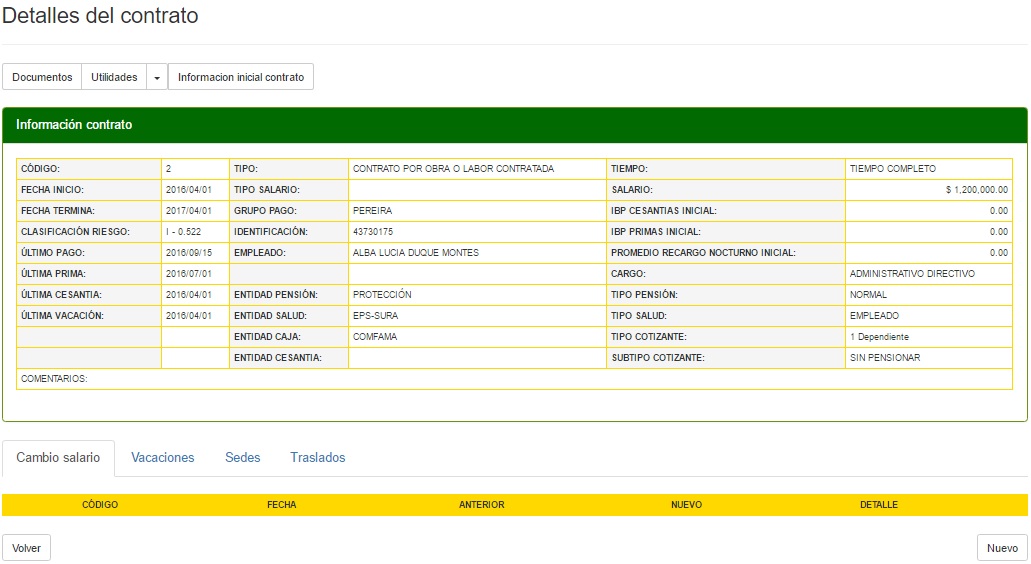 Detalles del contrato
Documentos Utilidades Informacion inicial contrato
Información contrato
CÓDIGO: 2 TIPO: CONTRATO POR OBRA O LABOR CONTRATADA TIEMPO: TIEMPO COMPLETO
FECHA INICIO: 2016/04/01 TIPO SALARIO: SALARIO: $ 1,200,000.00
FECHA TERMINA: 2017/04/01 GRUPO PAGO: PEREIRA IBP CESANTIAS INICIAL: 0.00
CLASIFICACIÓN RIESGO: I - 0.522 IDENTIFICACIÓN: 43730175 IBP PRIMAS INICIAL: 0.00
ÚLTIMO PAGO: 2016/09/15 EMPLEADO: ALBA LUCIA DUQUE MONTES PROMEDIO RECARGO NOCTURNO INICIAL: 0.00
ÚLTIMA PRIMA: 2016/07/01 CARGO: ADMINISTRATIVO DIRECTIVO
ÚLTIMA CESANTIA: 2016/04/01 ENTIDAD PENSIÓN: PROTECCIÓN TIPO PENSIÓN: NORMAL
ÚLTIMA VACACIÓN: 2016/04/01 ENTIDAD SALUD: EPS-SURA TIPO SALUD: EMPLEADO
ENTIDAD CAJA: COMFAMA TIPO COTIZANTE: 1 Dependiente
ENTIDAD CESANTIA: SUBTIPO COTIZANTE: SIN PENSIONAR
COMENTARIOS:
Cambio salario Vacaciones Sedes Traslados
CÓDIGO FECHA ANTERIOR NUEVO DETALLE
Volver Nuevo